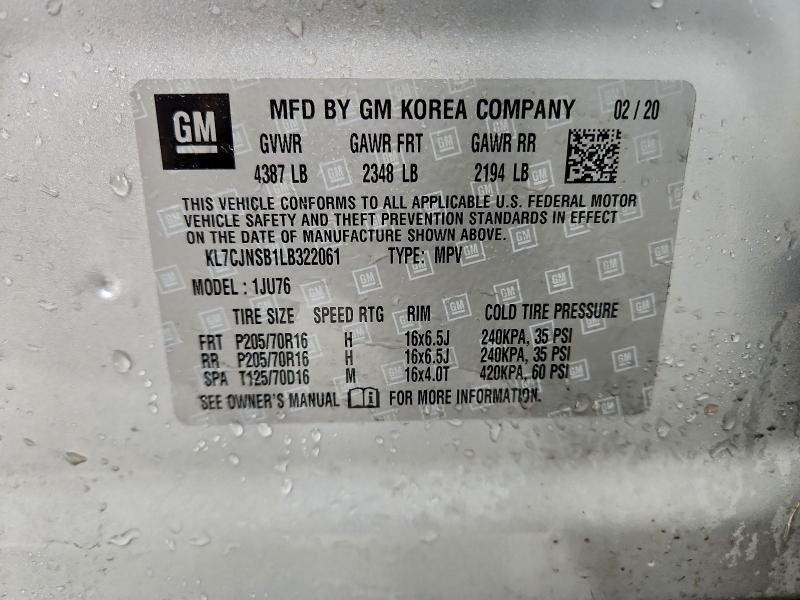 GM MFD BY GM KOREA COMPANY 02 / 20
GVWR GAWR FRT GAWR RR
4387 LB 2348 LB 2194 LB
THIS VEHICLE CONFORMS TO ALL APPLICABLE U.S. FEDERAL MOTOR
VEHICLE SAFETY AND THEFT PREVENTION STANDARDS IN EFFECT
ON THE DATE OF MANUFACTURE SHOWN ABOVE.
KL7CJNSB1LB322061 TYPE: MPV
MODEL : 1JU76
TIRE SIZE SPEED RTG RIM COLD TIRE PRESSURE
FRT P205/70R16 H 16x6.5J 240KPA, 35 PSI
RR P205/70R16 H 16x6.5J 240KPA, 35 PSI
SPA T125/70D16 M 16x4.0T 420KPA, 60 PSI
SEE OWNER'S MANUAL i FOR MORE INFORMATION.